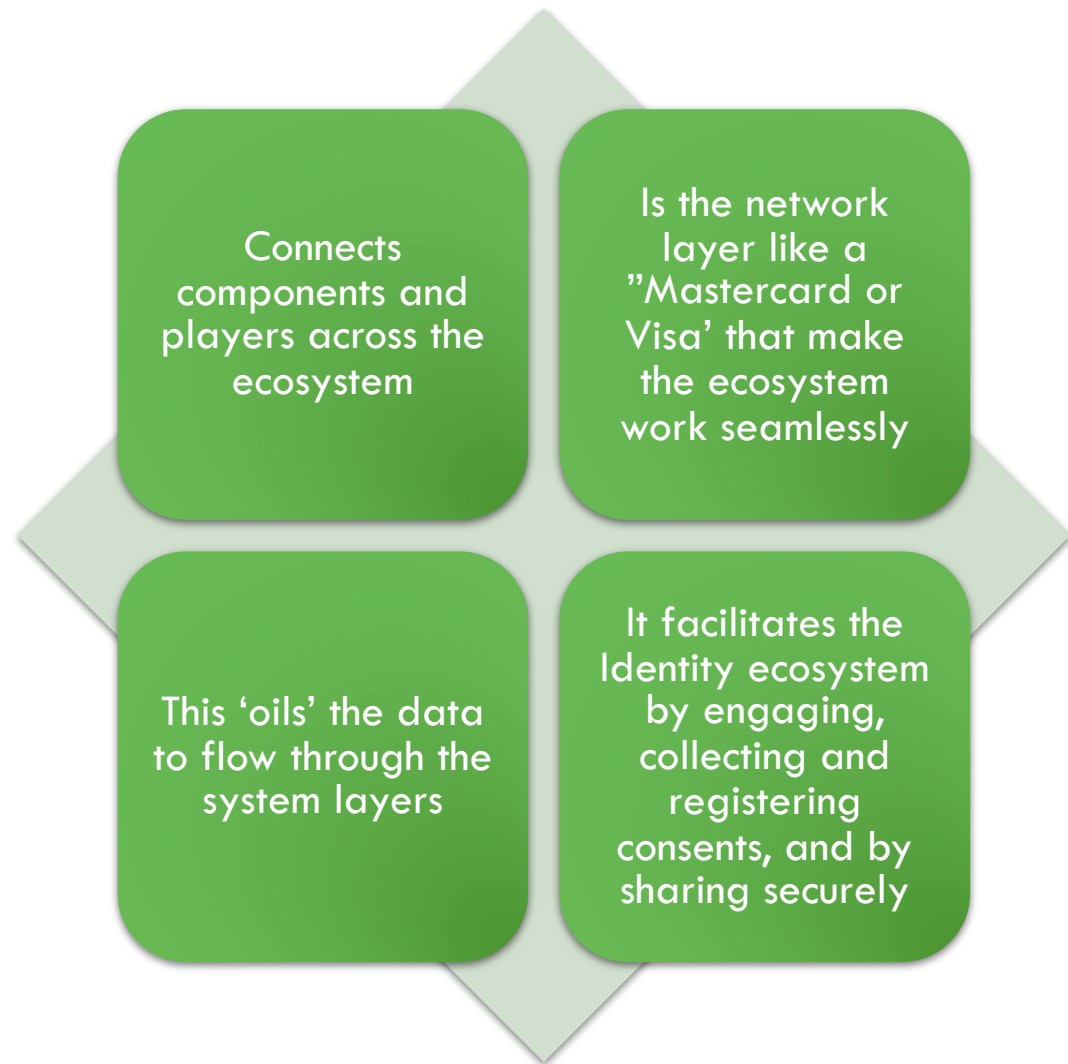 Connects
components and
players across the
ecosystem
Is the network
layer like a
”Mastercard or
Visa’ that make
the ecosystem
work seamlessly
This ‘oils’ the data
to flow through the
system layers
It facilitates the
Identity ecosystem
by engaging,
collecting and
registering
consents, and by
sharing securely